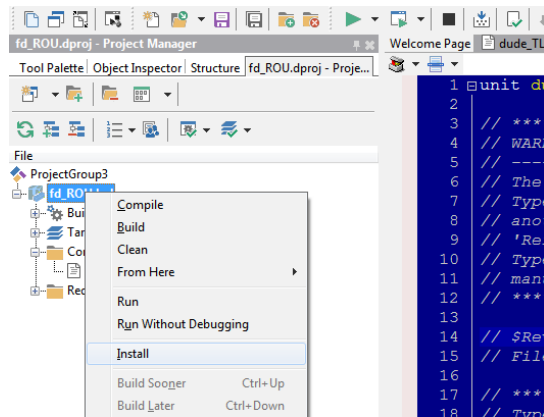 fd_ROU.dproj - Project Manager
Welcome Page dude_TL
Tool Palette Object Inspector Structure fd_ROU.dproj - Proje...
File
ProjectGroup3
fd_ROU
Bui
Tar
Co
Rec
Compile
Build
Clean
From Here
Run
Run Without Debugging
Install
Build Sooner Ctrl+Up
Build Later Ctrl+Down
1 unit du
2
3 // ***
4 // WARN
5 // ----
6 // The
7 // Type
8 // ano
9 // 'Re
10 // Type
11 // man
12 // ***
13
14 // $Rev
15 // File
16
17 // ***
18 // Type